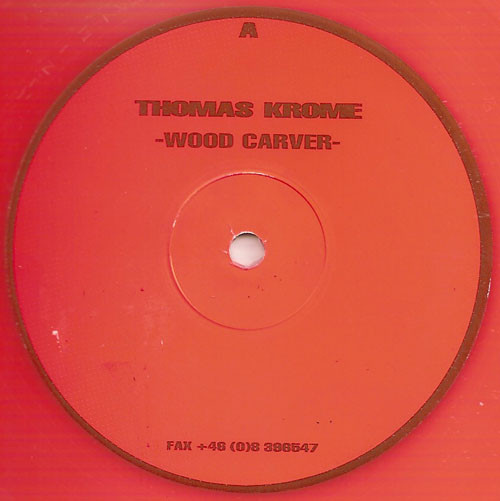 A
THOMAS KROME
-WOOD CARVER-
FAX +46 (0)8 396547